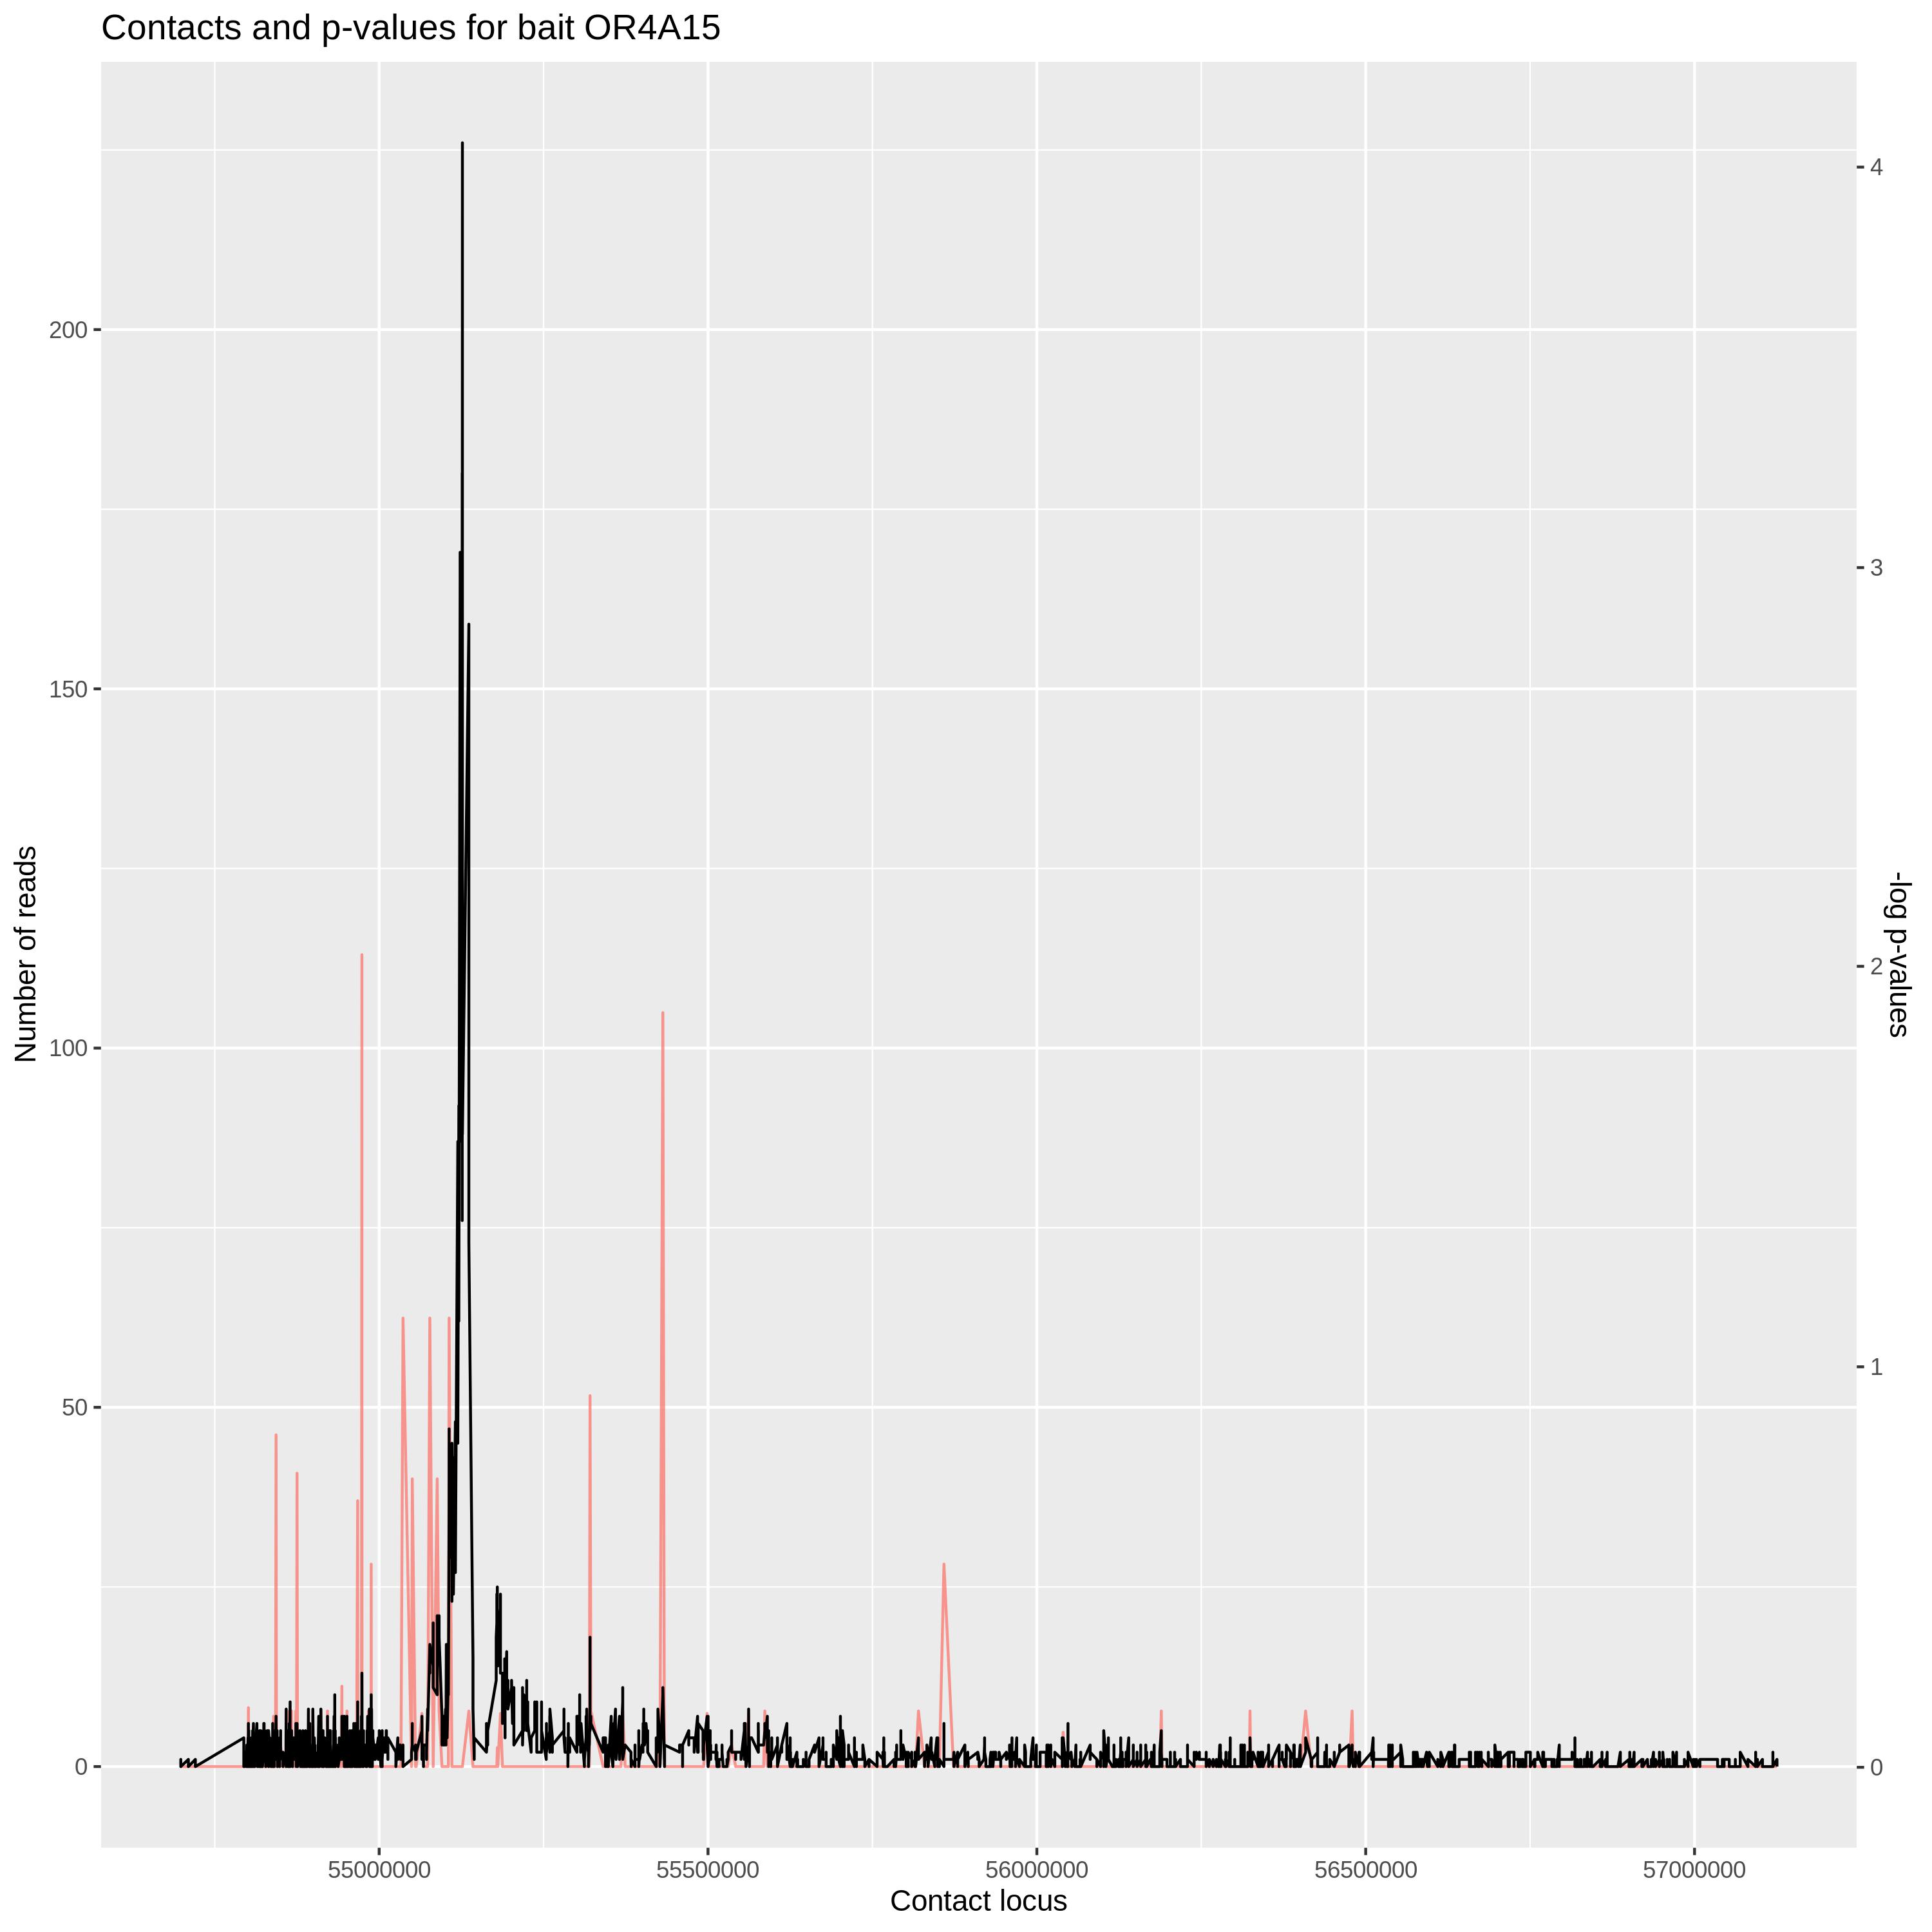 Contacts and p-values for bait OR4A15
Number of reads
200
150
100
50
0
4
3
2
1
0
-log p-values
55000000 55500000 56000000 56500000 57000000
Contact locus